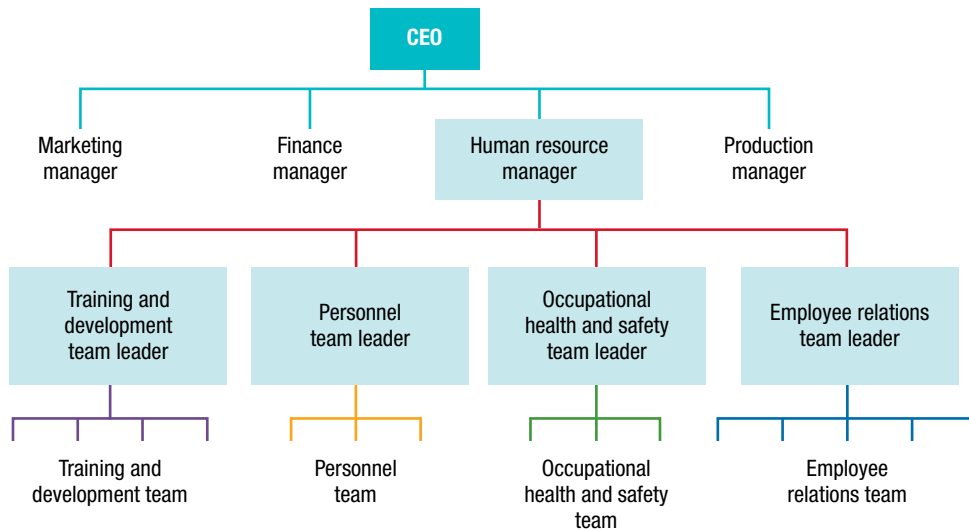 CEO
Marketing
manager
Finance
manager
Human resource
manager
Production
manager
Training and
development
team leader
Personnel
team leader
Occupational
health and safety
team leader
Employee relations
team leader
Training and
development team
Personnel
team
Occupational
health and safety
team
Employee
relations team